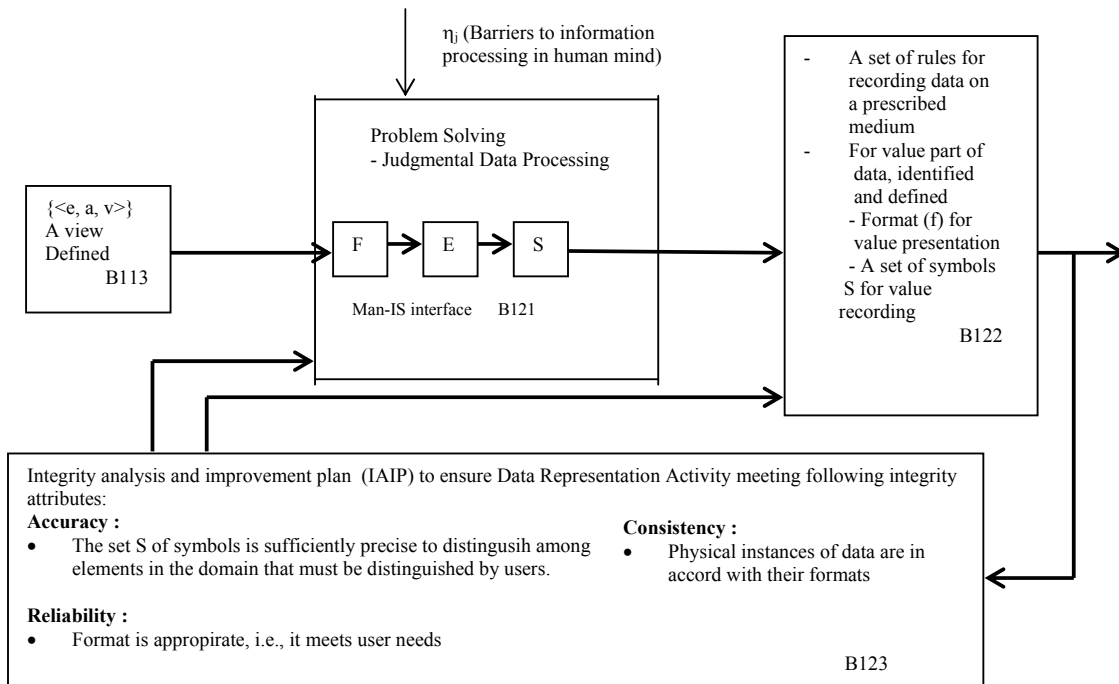 η_j (Barriers to information
processing in human mind)
Problem Solving
- Judgmental Data Processing
{<e, a, v>}
A view
Defined
B113
F
E
S
Man-IS interface B121
- A set of rules for
recording data on
a prescribed
medium
- For value part of
data, identified
and defined
- Format (f) for
value presentation
- A set of symbols
S for value
recording
B122
Integrity analysis and improvement plan (IAIP) to ensure Data Representation Activity meeting following integrity
attributes:
Accuracy :
• The set S of symbols is sufficiently precise to distingusih among
elements in the domain that must be distinguished by users.
Consistency :
• Physical instances of data are in
accord with their formats
Reliability :
• Format is appropirate, i.e., it meets user needs
B123